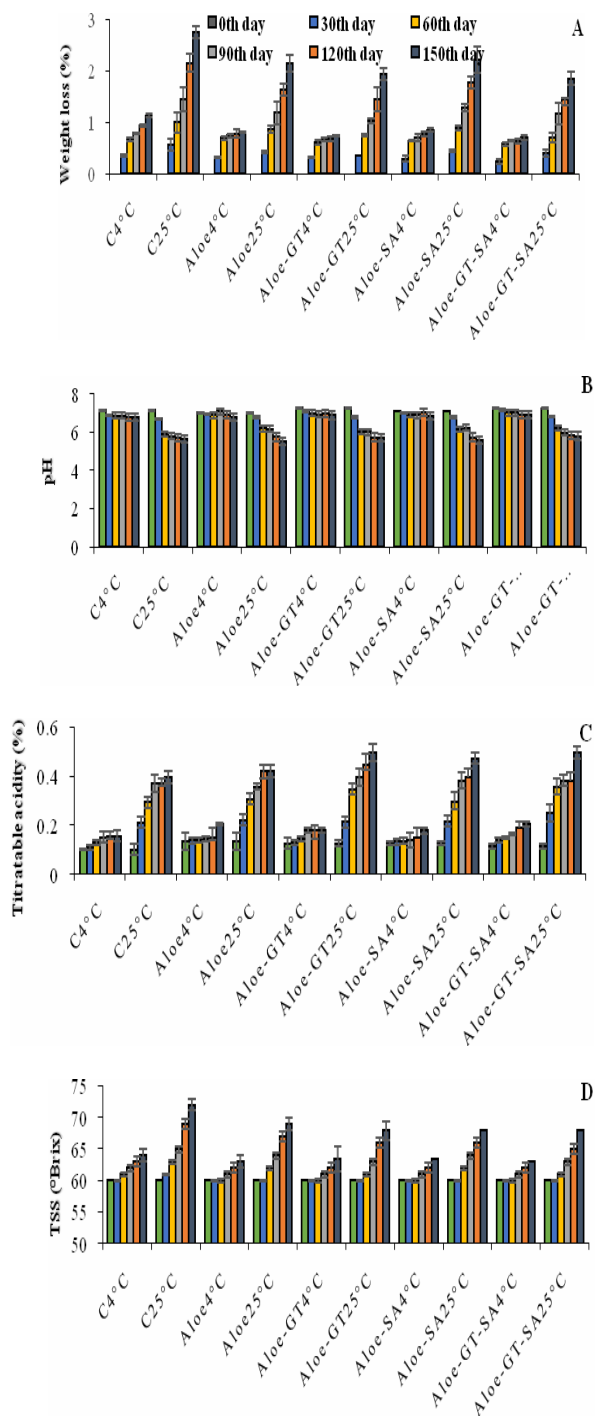 0th day 30th day 60th day
90th day 120th day 150th day
A
Weight loss (%)
3
2
1
0
C4°C
C25°C
Aloe4°C
Aloe25°C
Aloe-GT4°C
Aloe-GT25°C
Aloe-SA4°C
Aloe-SA25°C
Aloe-GT-SA4°C
Aloe-GT-SA25°C
B
pH
8
6
4
2
0
C4°C
C25°C
Aloe4°C
Aloe25°C
Aloe-GT4°C
Aloe-GT25°C
Aloe-SA4°C
Aloe-SA25°C
Aloe-GT-...
Aloe-GT-...
C
Titratable acidity (%)
0.6
0.4
0.2
0
C4°C
C25°C
Aloe4°C
Aloe25°C
Aloe-GT4°C
Aloe-GT25°C
Aloe-SA4°C
Aloe-SA25°C
Aloe-GT-SA4°C
Aloe-GT-SA25°C
D
TSS (°Brix)
75
70
65
60
55
50
C4°C
C25°C
Aloe4°C
Aloe25°C
Aloe-GT4°C
Aloe-GT25°C
Aloe-SA4°C
Aloe-SA25°C
Aloe-GT-SA4°C
Aloe-GT-SA25°C